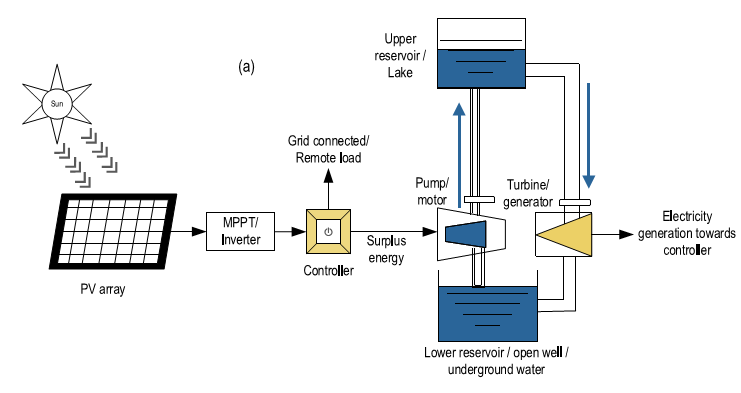 Upper
reservoir /
Lake
(a)
Sun
Grid connected/
Remote load
Pump/
motor
Turbine/
generator
MPPT/
Inverter
Surplus
energy
Electricity
generation towards
controller
Controller
PV array
Lower reservoir / open well /
underground water